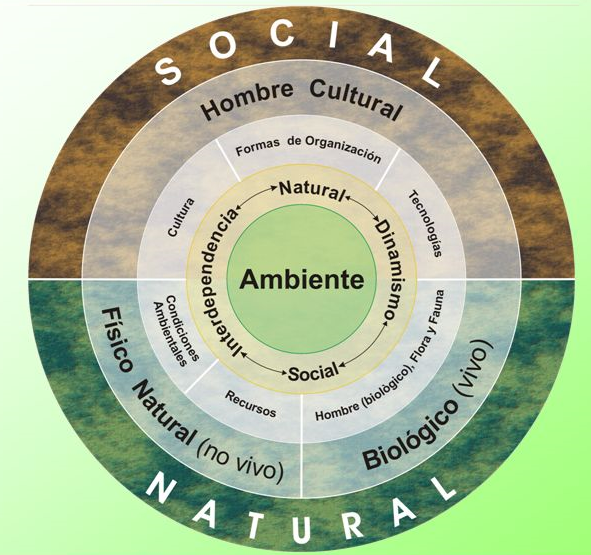 SOCIAL
Hombre Cultural
Formas de Organización
Cultura
Tecnologías
Natural
Interdependencia
Dinamismo
Ambiente
Social
Condiciones
Ambientales
Recursos
Hombre (biològico), Flora y Fauna
Físico Natural (no vivo)
Biológico (vivo)
NATURAL